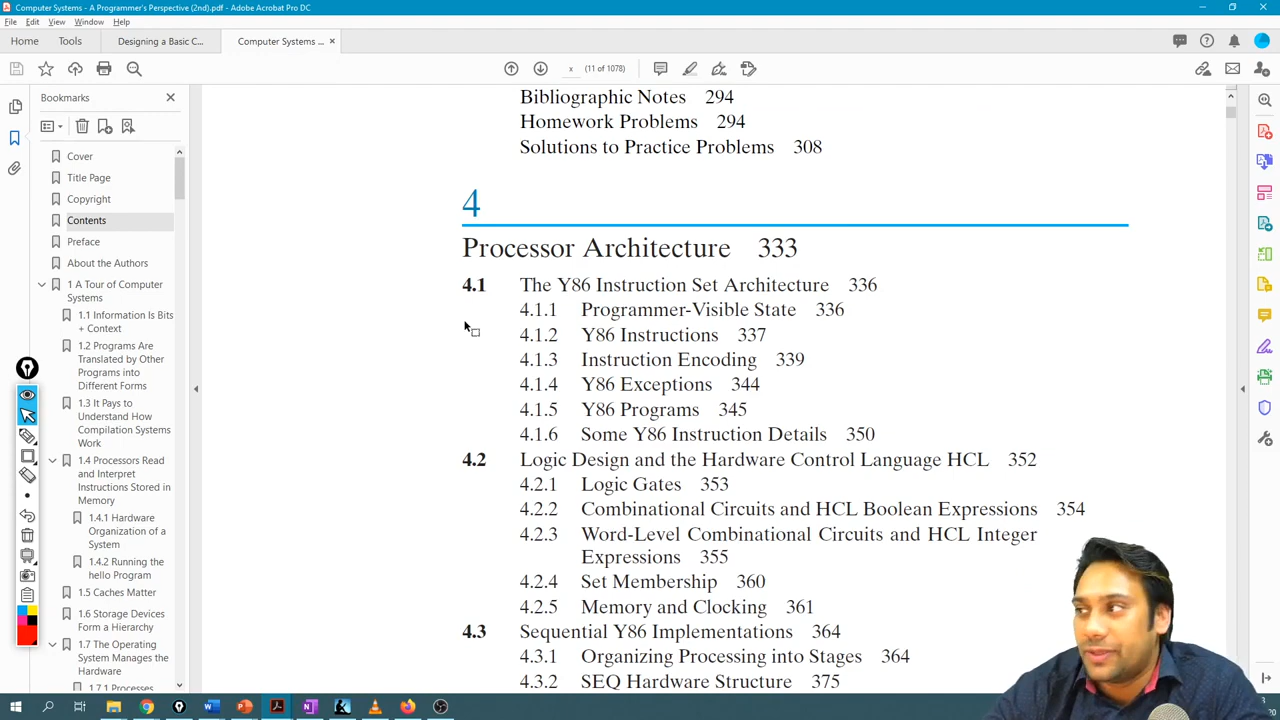 Computer Systems - A Programmer's Perspective (2nd).pdf - Adobe Acrobat Pro DC
File Edit View Window Help
Home Tools Designing a Basic C... Computer Systems ... ×
x (11 of 1078)
Bookmarks
Cover
Title Page
Copyright
Contents
Preface
About the Authors
1 A Tour of Computer
Systems
1.1 Information Is Bits
+ Context
1.2 Programs Are
Translated by Other
Programs into
Different Forms
1.3 It Pays to
Understand How
Compilation Systems
Work
1.4 Processors Read
and Interpret
Instructions Stored in
Memory
1.4.1 Hardware
Organization of a
System
1.4.2 Running the
hello Program
1.5 Caches Matter
1.6 Storage Devices
Form a Hierarchy
1.7 The Operating
System Manages the
Hardware
1.7.1 Processes
Bibliographic Notes 294
Homework Problems 294
Solutions to Practice Problems 308
4
Processor Architecture 333
4.1 The Y86 Instruction Set Architecture 336
4.1.1 Programmer-Visible State 336
4.1.2 Y86 Instructions 337
4.1.3 Instruction Encoding 339
4.1.4 Y86 Exceptions 344
4.1.5 Y86 Programs 345
4.1.6 Some Y86 Instruction Details 350
4.2 Logic Design and the Hardware Control Language HCL 352
4.2.1 Logic Gates 353
4.2.2 Combinational Circuits and HCL Boolean Expressions 354
4.2.3 Word-Level Combinational Circuits and HCL Integer
Expressions 355
4.2.4 Set Membership 360
4.2.5 Memory and Clocking 361
4.3 Sequential Y86 Implementations 364
4.3.1 Organizing Processing into Stages 364
4.3.2 SEQ Hardware Structure 375